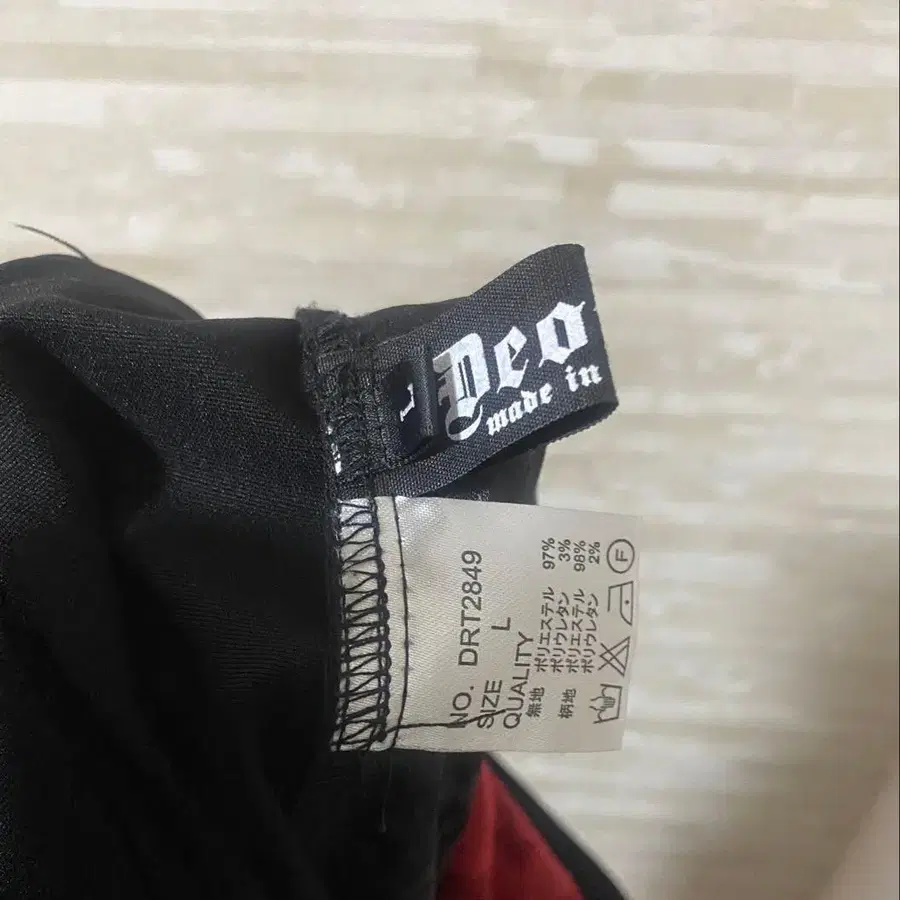 L
Deo
made in
NO. DRT2849
SIZE L
QUALITY
無地 ポリエステル 97%
ポリウレタン 3%
柄地 ポリエステル 98%
ポリウレタン 2%
F